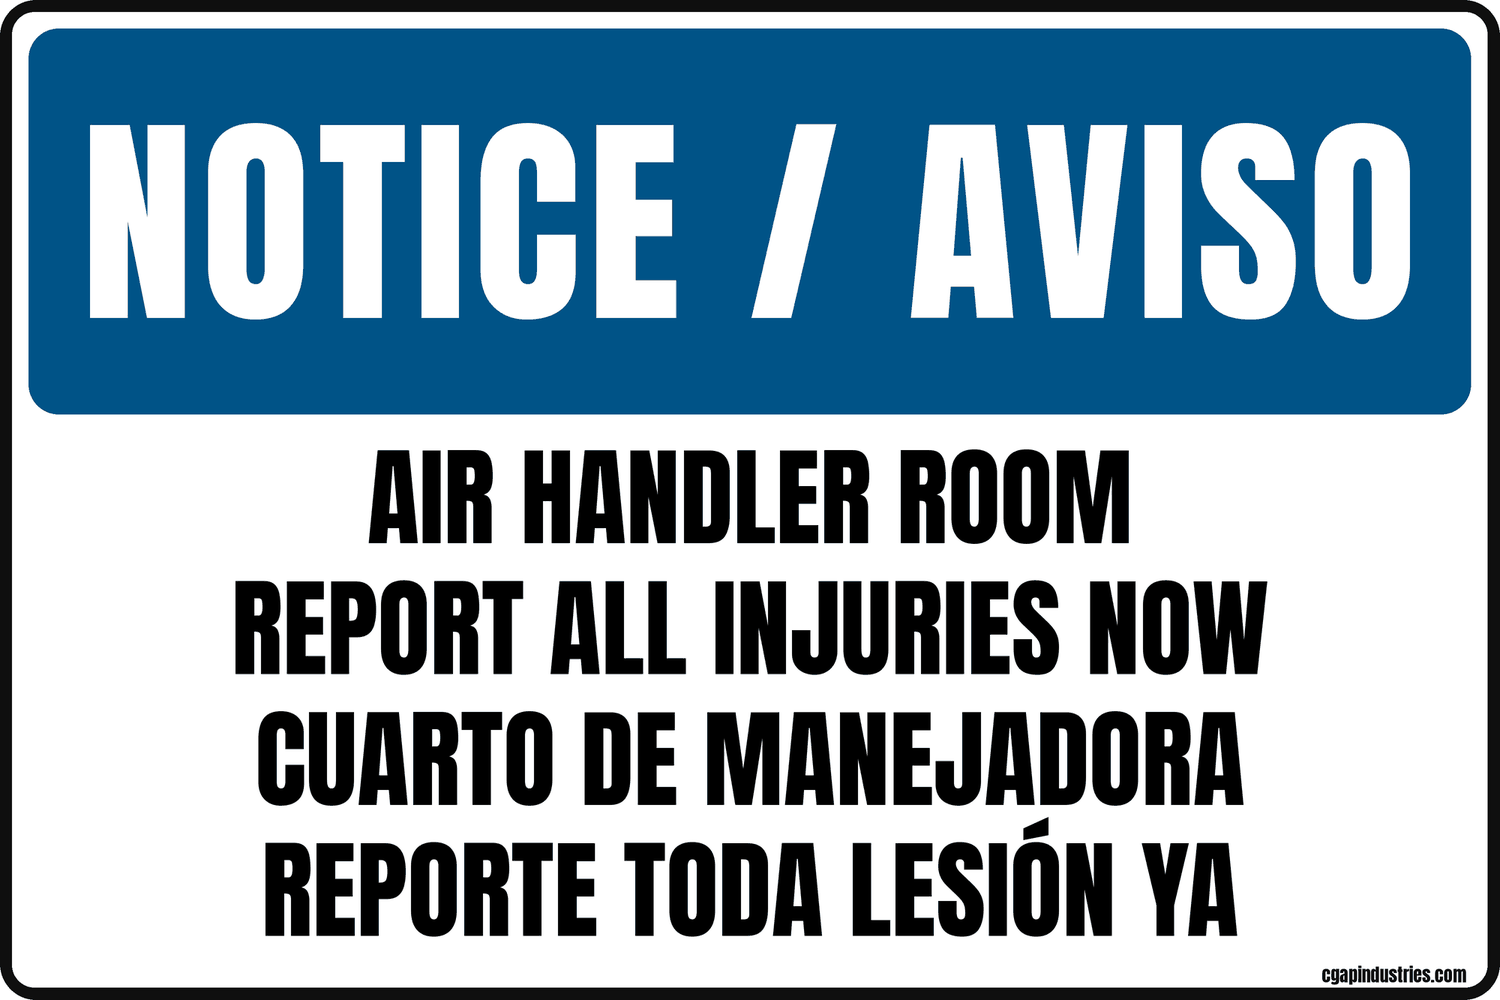 NOTICE / AVISO
AIR HANDLER ROOM
REPORT ALL INJURIES NOW
CUARTO DE MANEJADORA
REPORTE TODA LESIÓN YA
cgapindustries.com